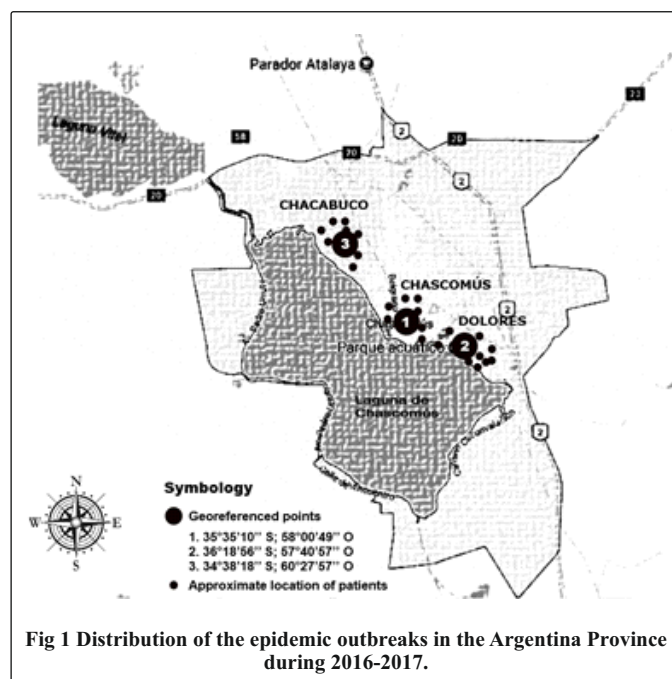 Parador Atalaya
Laguna Vitel
58
20
2
20
33
20
2
CHACABUCO
3
CHASCOMÚS
1
DOLORES
2
2
Parque acuático
Laguna de
Chascomús
2
Symbology
N
W E
S
Georeferenced points
1. 35°35'10'' S; 58°00'49'' O
2. 36°18'56'' S; 57°40'57'' O
3. 34°38'18'' S; 60°27'57'' O
Approximate location of patients
Fig 1 Distribution of the epidemic outbreaks in the Argentina Province
during 2016-2017.